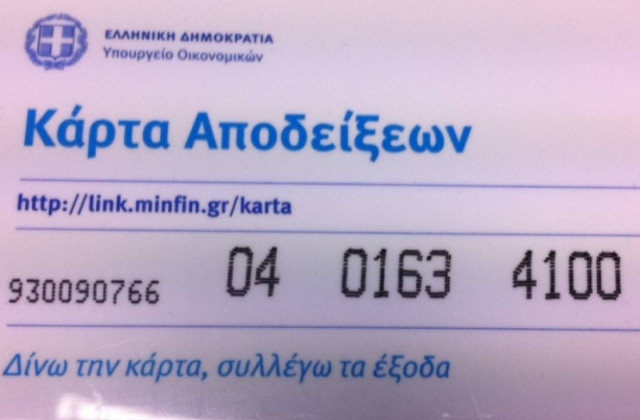 ΕΛΛΗΝΙΚΗ ΔΗΜΟΚΡΑΤΙΑ
Υπουργείο Οικονομικών
Κάρτα Αποδείξεων
http://link.minfin.gr/karta
930090766 04 0163 4100
Δίνω την κάρτα, συλλέγω τα έξοδα